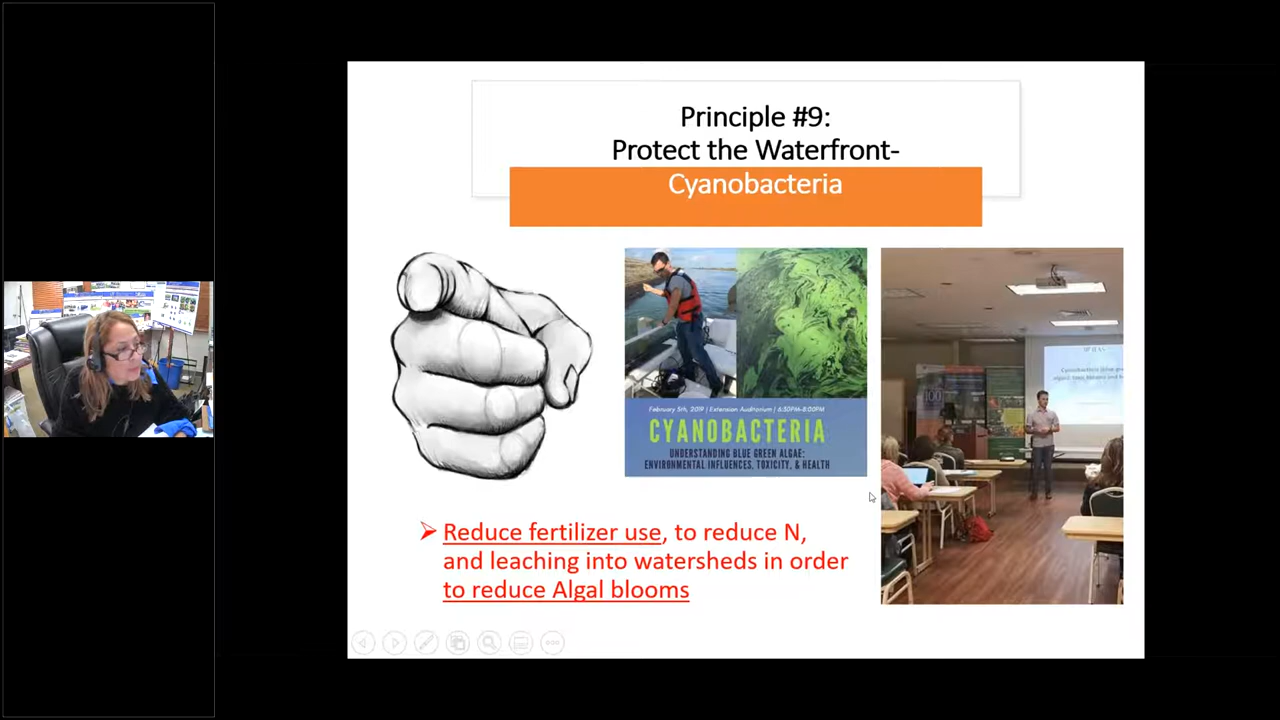 Principle #9:
Protect the Waterfront-
Cyanobacteria
February 5th, 2019 | Extension Auditorium | 6:30PM-8:00PM
CYANOBACTERIA
UNDERSTANDING BLUE GREEN ALGAE:
ENVIRONMENTAL INFLUENCES, TOXICITY, & HEALTH
100
➢ Reduce fertilizer use, to reduce N,
and leaching into watersheds in order
to reduce Algal blooms